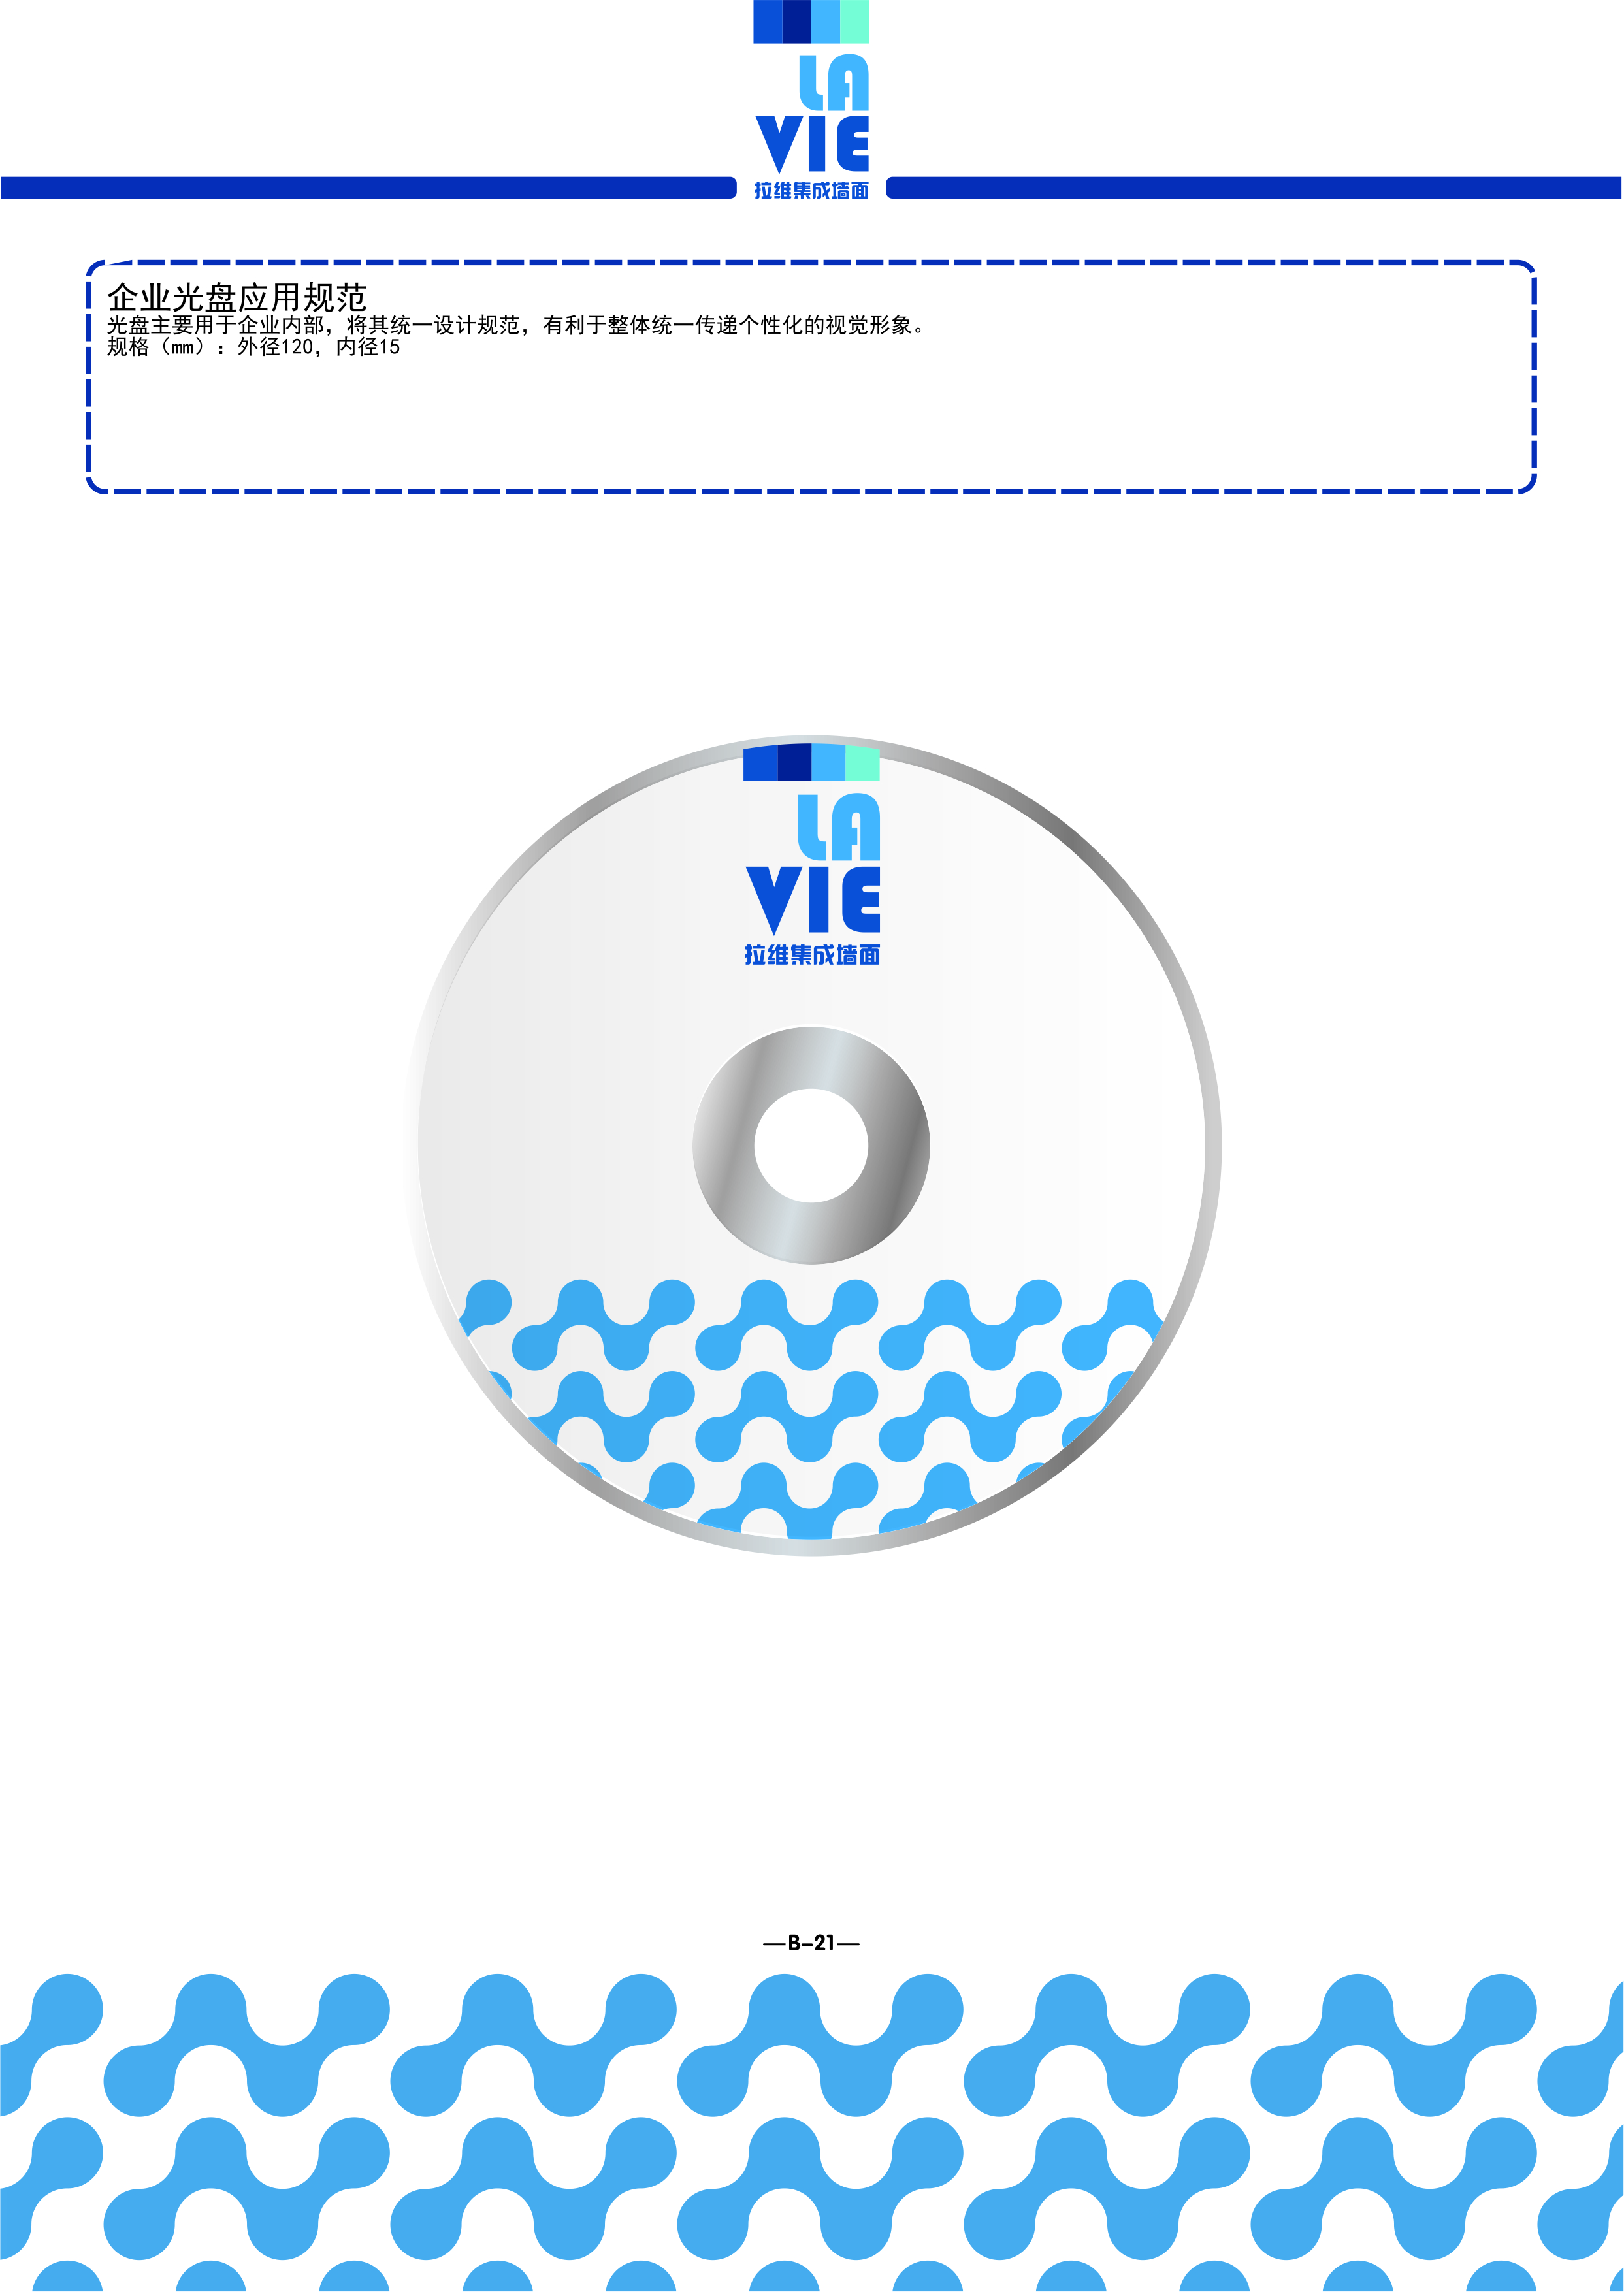 LA
VIE
拉维集成墙面
企业光盘应用规范
光盘主要用于企业内部，将其统一设计规范，有利于整体统一传递个性化的视觉形象。
规格（mm）：外径120，内径15
LA
VIE
拉维集成墙面
—B-21—